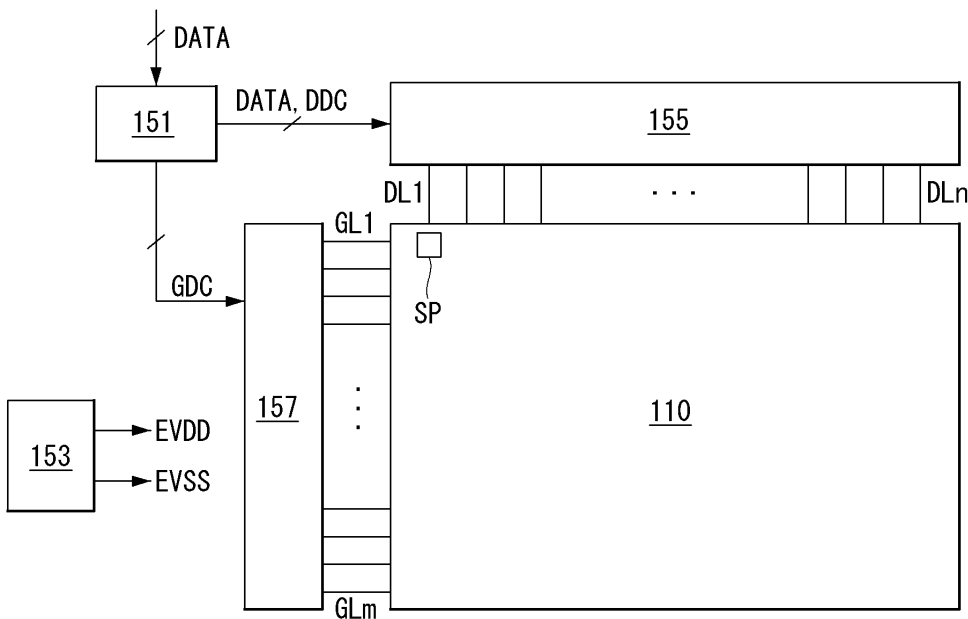 DATA
151
DATA, DDC
155
DL1
. . .
DLn
GL1
GDC
SP
157
110
153
EVDD
EVSS
GLm